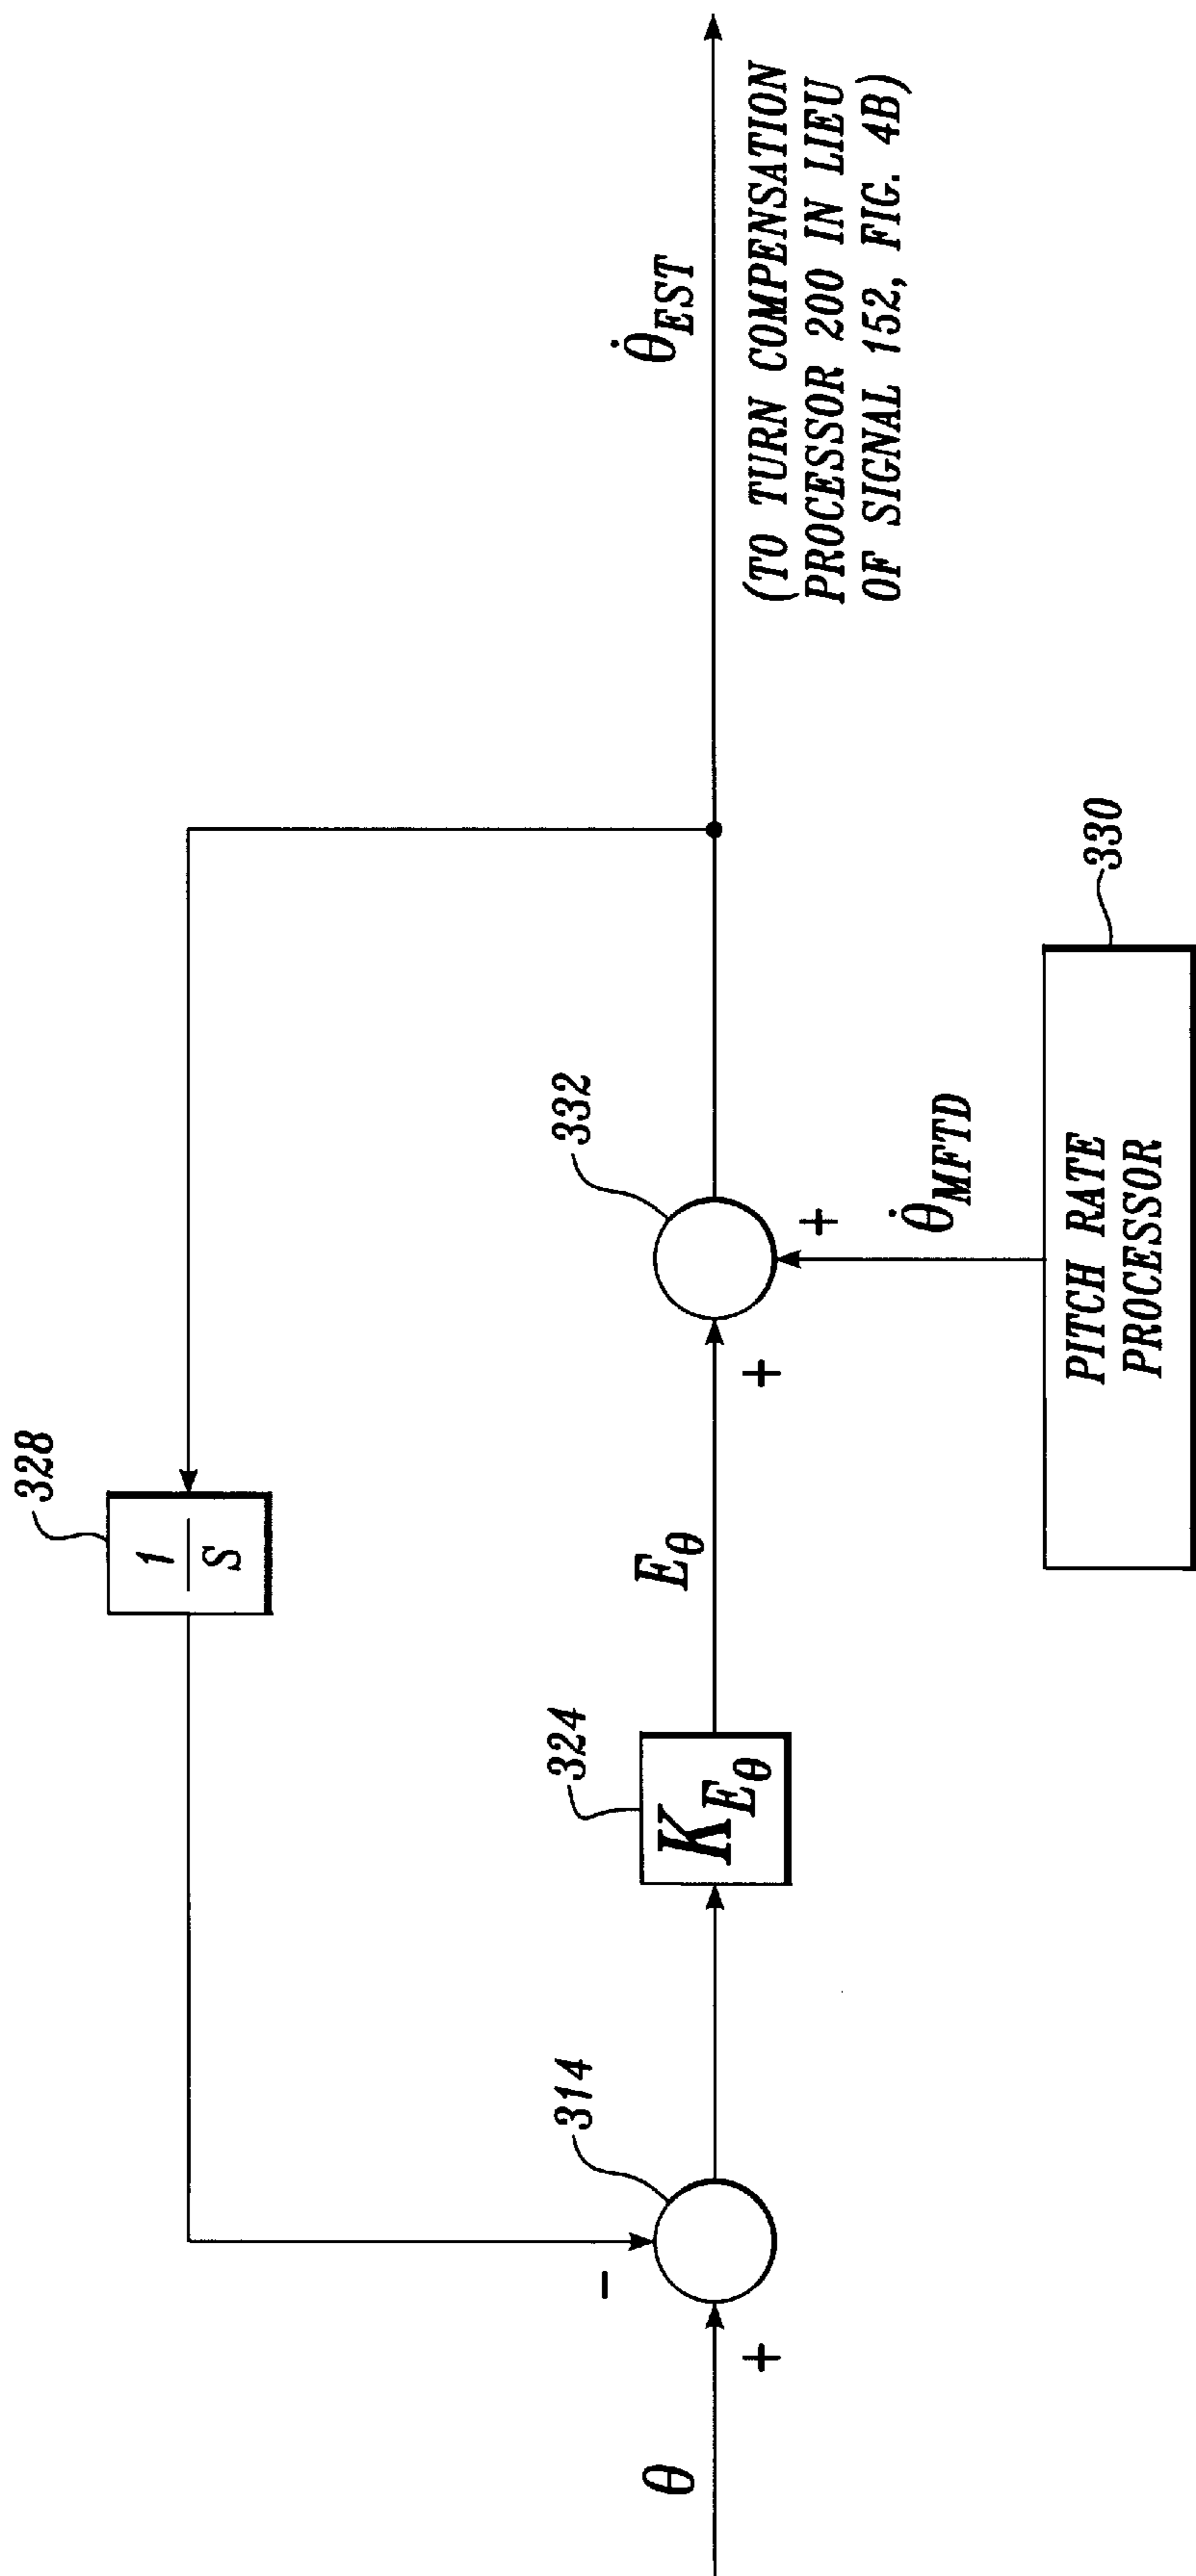 328
1
S
θ̇EST
(TO TURN COMPENSATION
PROCESSOR 200 IN LIEU
OF SIGNAL 152, FIG. 4B)
θ
+
-
314
324
KEθ
Eθ
+
332
+
θ̇MFTD
PITCH RATE
PROCESSOR
330